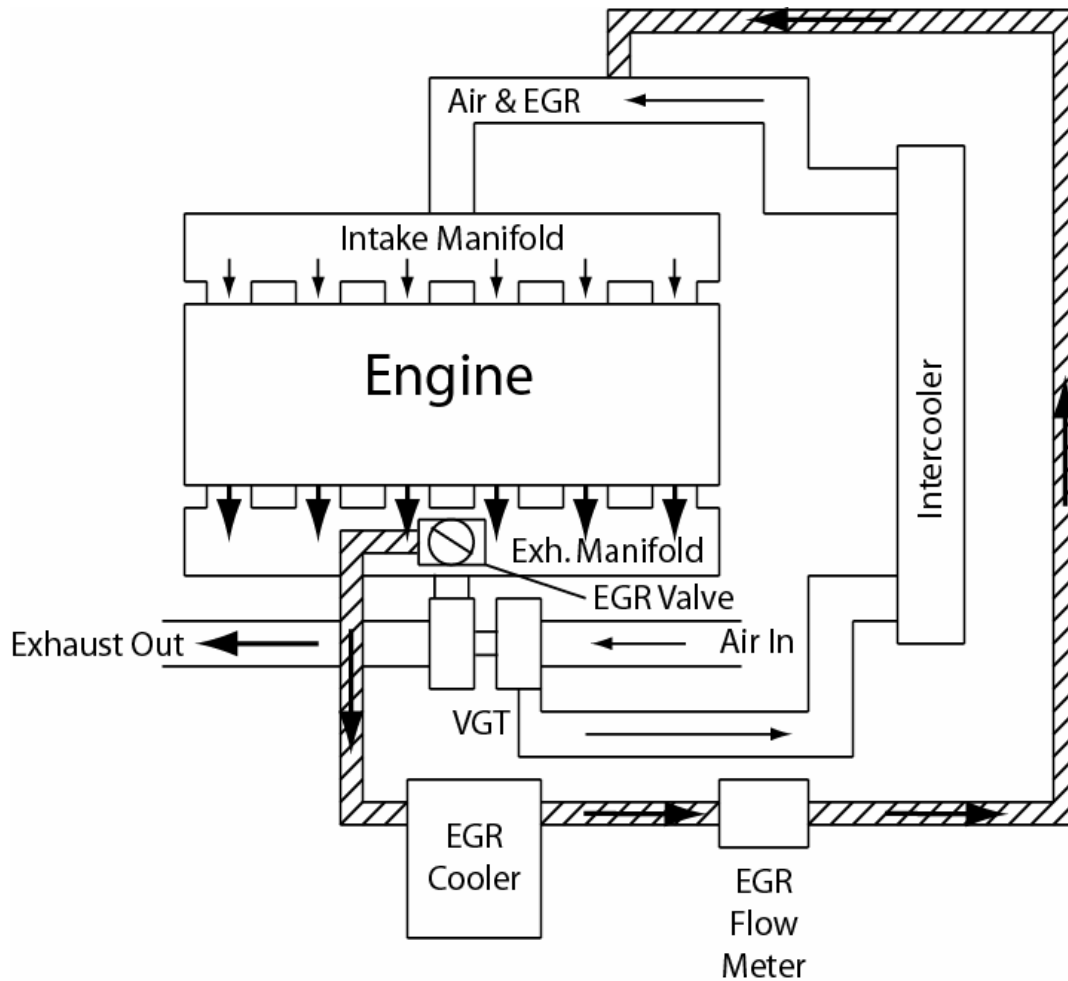 Air & EGR
Intake Manifold
Engine
Intercooler
Exh. Manifold
EGR Valve
Exhaust Out
Air In
VGT
EGR
Cooler
EGR
Flow
Meter